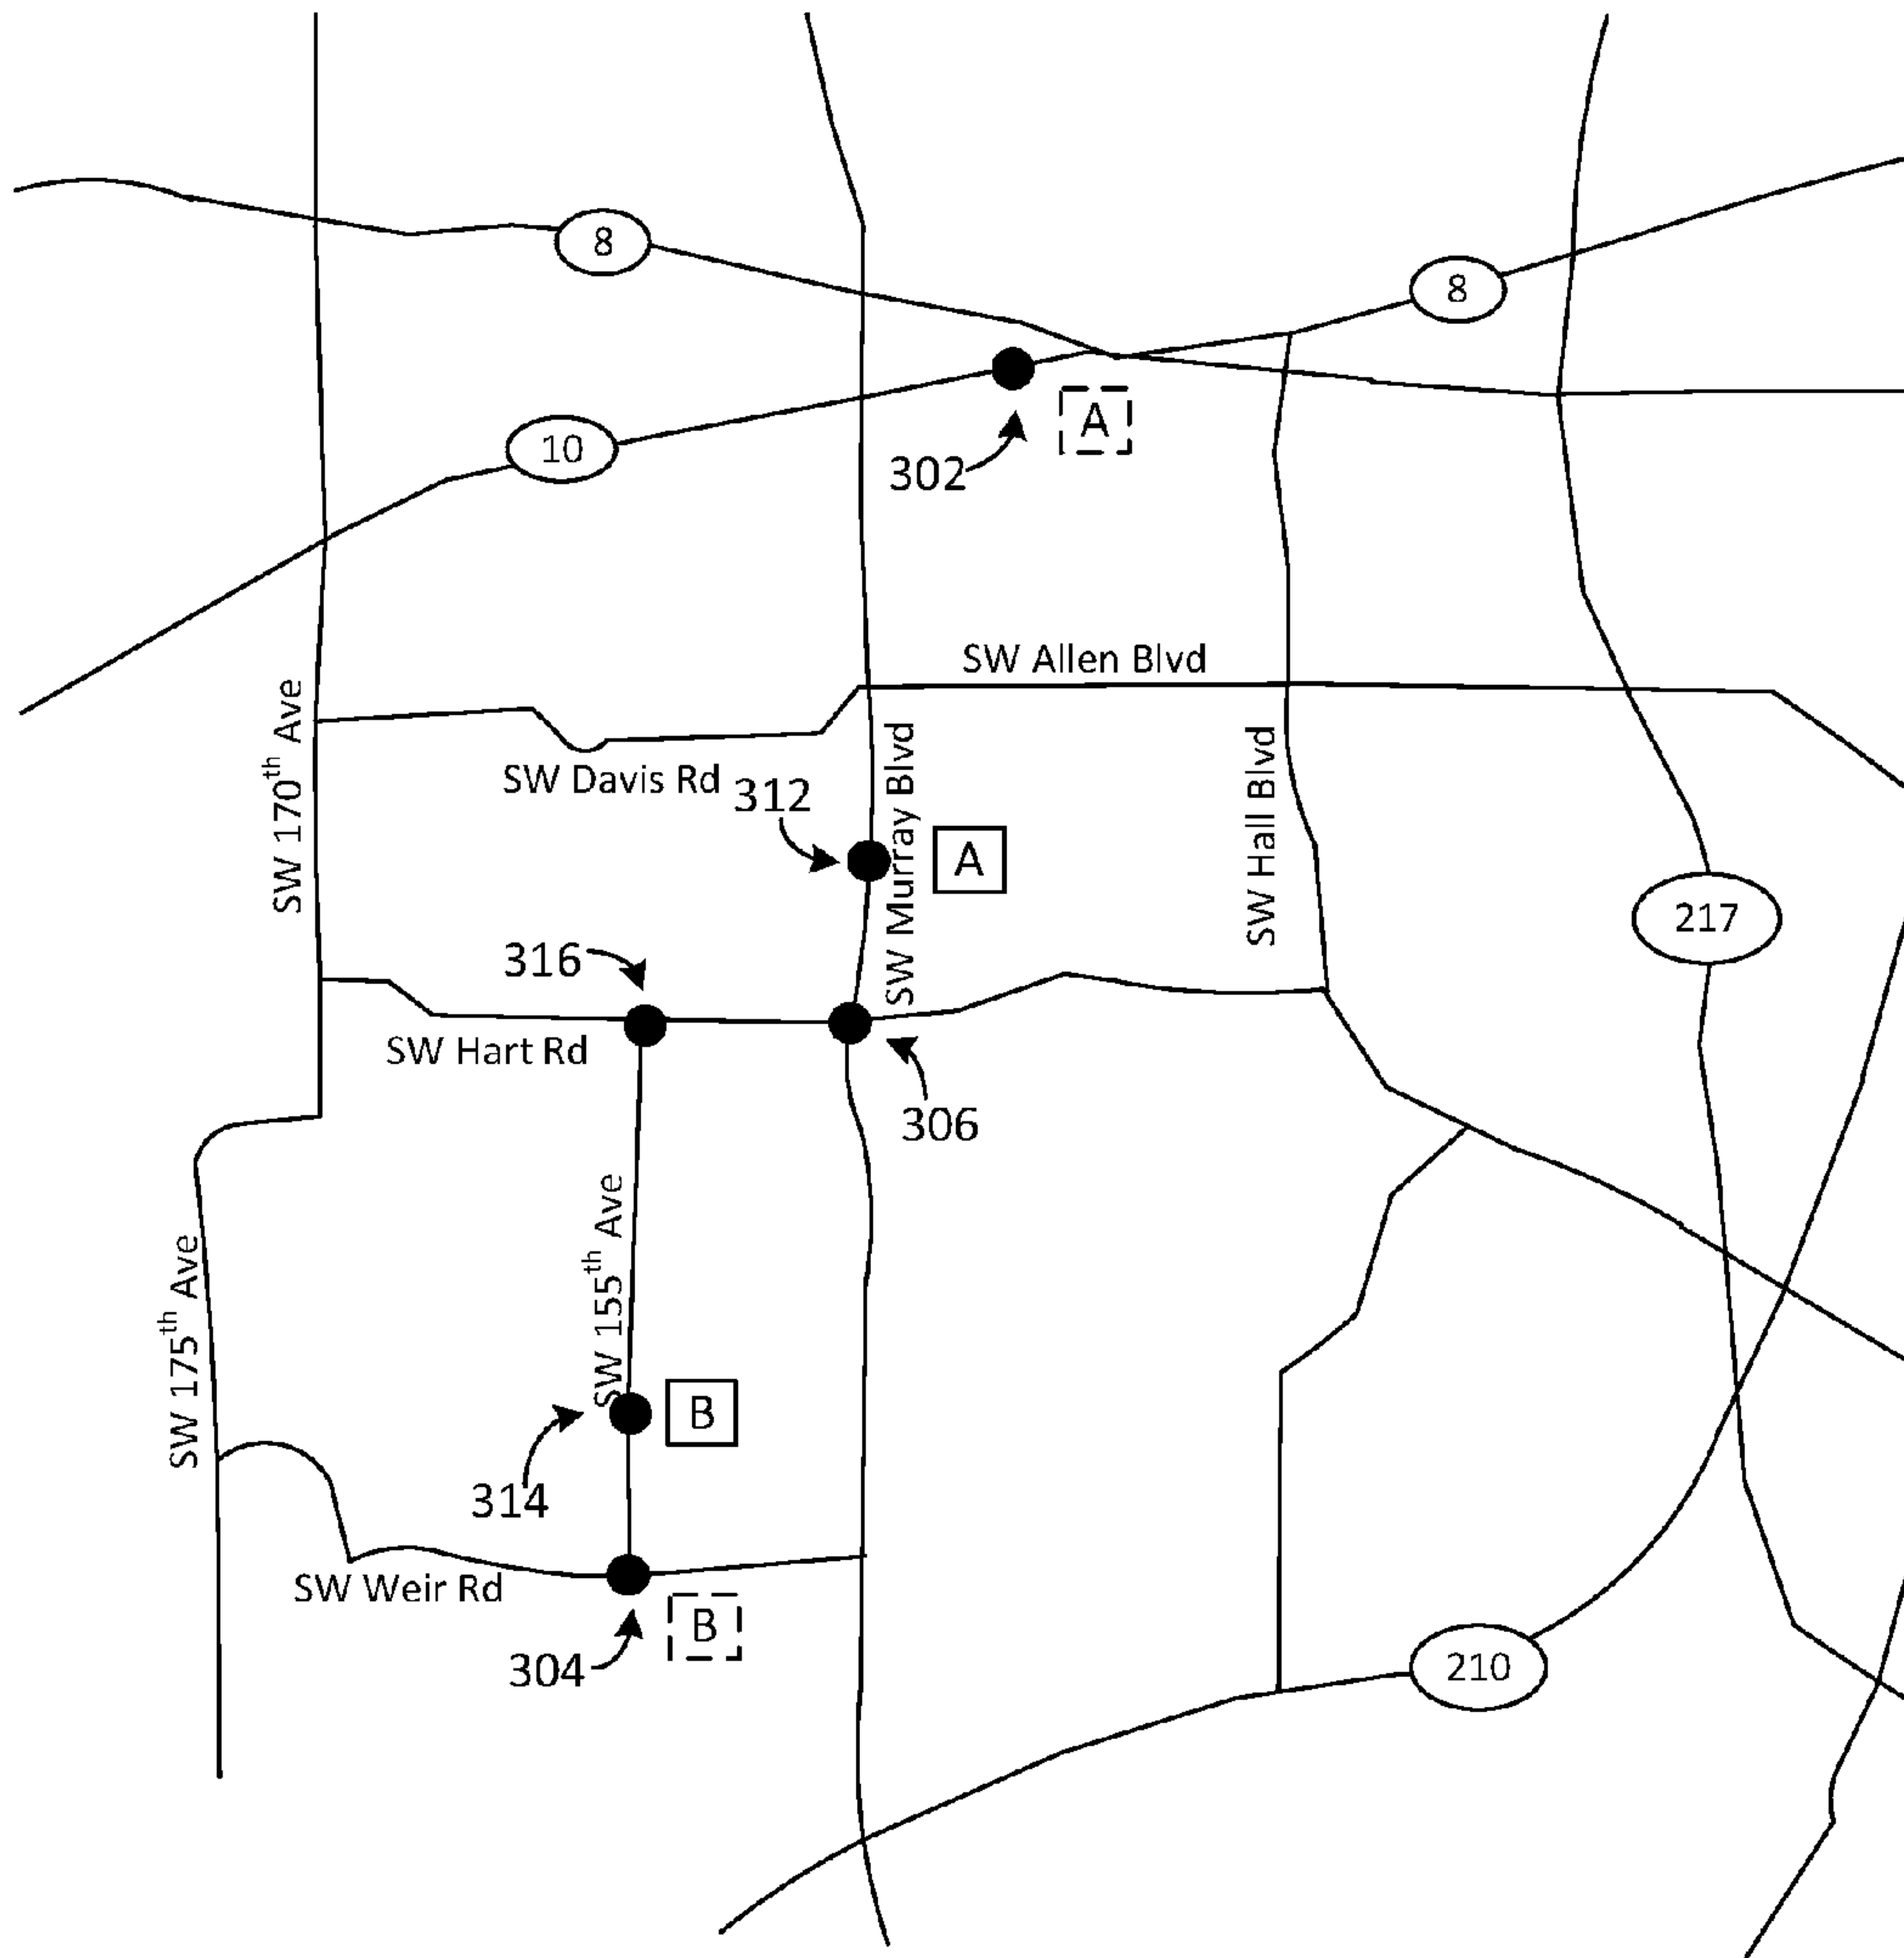 8
8
A
10
302
SW Allen Blvd
SW 170th Ave
SW Davis Rd
312
SW Murray Blvd
SW Hall Blvd
A
217
316
SW Hart Rd
306
SW 155th Ave
SW 175th Ave
B
314
SW Weir Rd
B
304
210